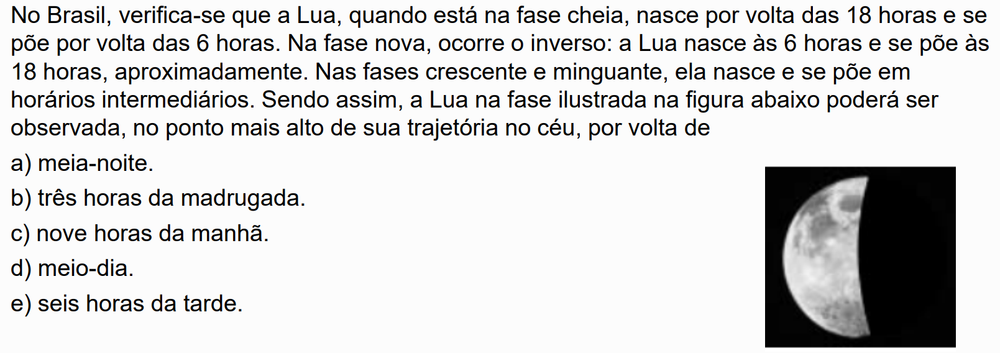 No Brasil, verifica-se que a Lua, quando está na fase cheia, nasce por volta das 18 horas e se
põe por volta das 6 horas. Na fase nova, ocorre o inverso: a Lua nasce às 6 horas e se põe às
18 horas, aproximadamente. Nas fases crescente e minguante, ela nasce e se põe em
horários intermediários. Sendo assim, a Lua na fase ilustrada na figura abaixo poderá ser
observada, no ponto mais alto de sua trajetória no céu, por volta de
a) meia-noite.
b) três horas da madrugada.
c) nove horas da manhã.
d) meio-dia.
e) seis horas da tarde.